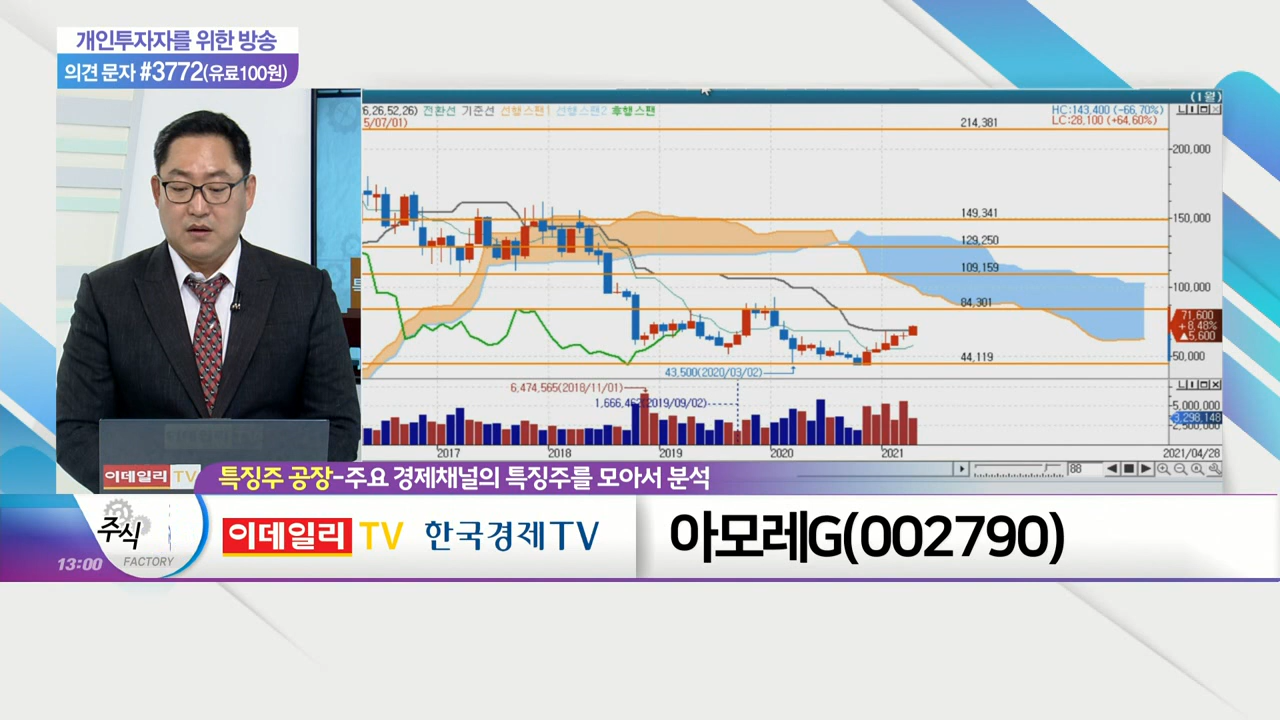 개인투자자를 위한 방송
의견 문자 #3772(유료100원)
(1월)
6,26,52,26) 전환선 기준선 선행스팬1 선행스팬2 후행스팬
5/07/01)
HC:143,400 (-66,70%)
LC:28,100 (+64,60%)
214,381
200,000
149,341
150,000
129,250
109,159
100,000
84,301
71,600
+8,48%
▲5,600
50,000
44,119
43,500(2020/03/02)
6,474,565(2018/11/01)
1,666,462(2019/09/02)
5,000,000
3,298,148
2,500,000
2017
2018
2019
2020
2021
2021/04/28
88
이데일리 TV
특징주 공장-주요 경제채널의 특징주를 모아서 분석
주식
FACTORY
13:00
이데일리 TV 한국경제TV
아모레G(002790)